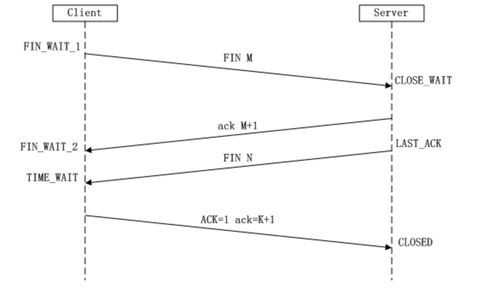 Client
Server
FIN_WAIT_1
FIN M
CLOSE_WAIT
ack M+1
FIN_WAIT_2
LAST_ACK
FIN N
TIME_WAIT
ACK=1 ack=K+1
CLOSED